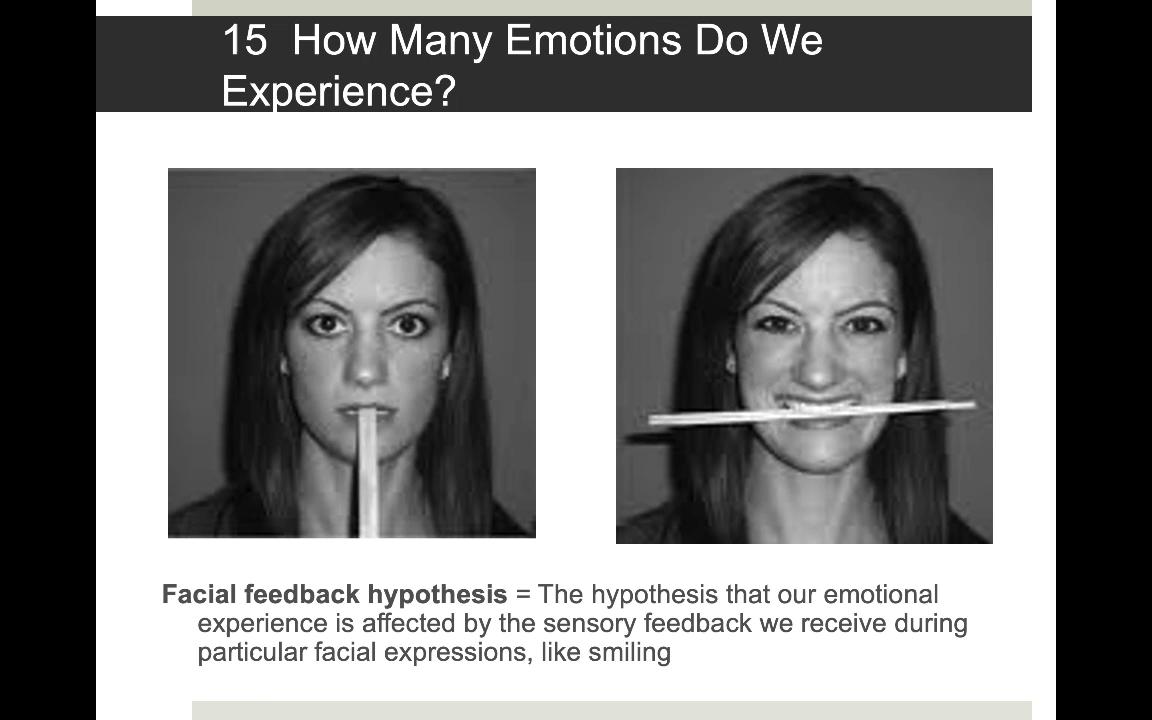 15 How Many Emotions Do We
Experience?
Facial feedback hypothesis = The hypothesis that our emotional
experience is affected by the sensory feedback we receive during
particular facial expressions, like smiling